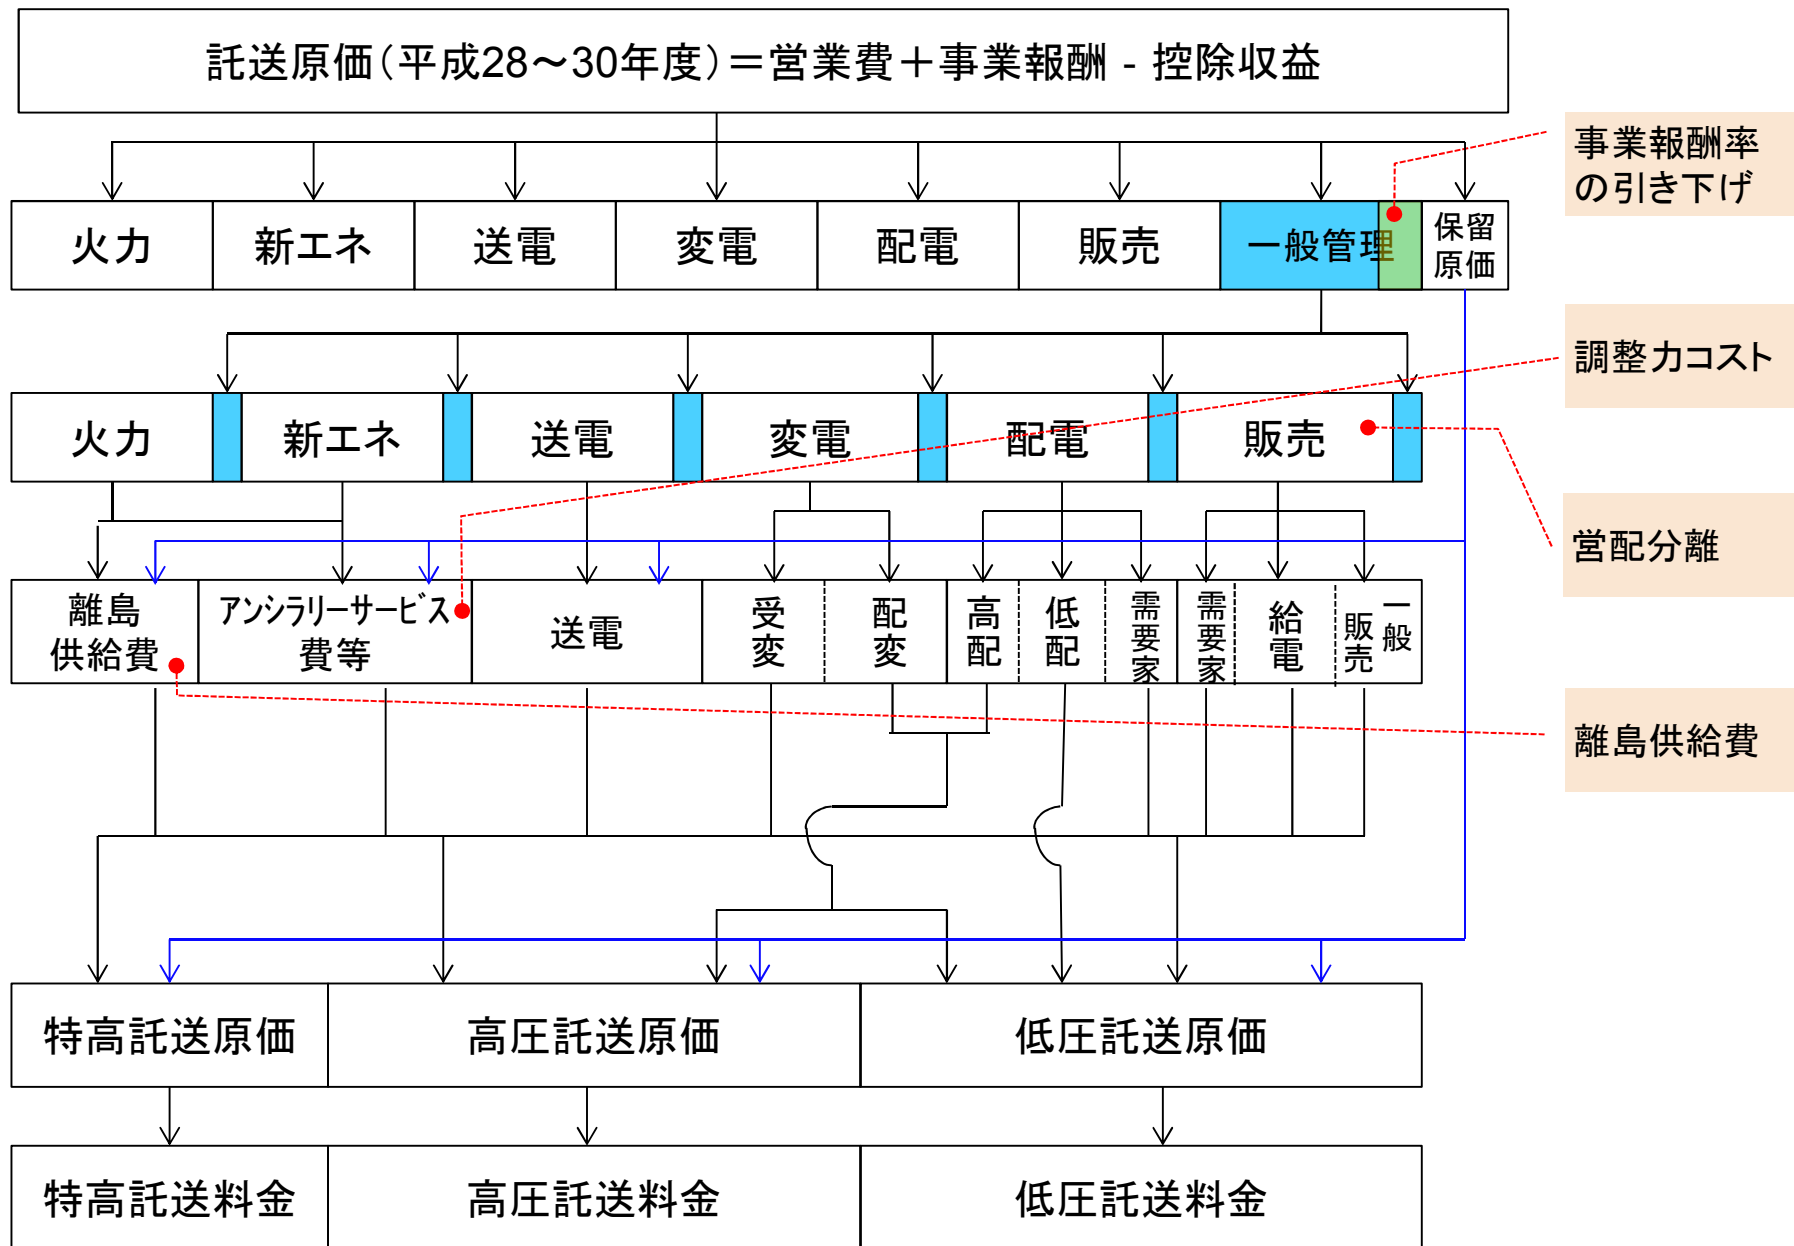 託送原価(平成28~30年度)=営業費+事業報酬 - 控除収益
事業報酬率
の引き下げ
火力
新エネ
送電
変電
配電
販売
一般管理
保留
原価
調整力コスト
火力
新エネ
送電
変電
配電
販売
営配分離
離島
供給費
アンシラリーサービス
費等
送電
受変
配変
高配
低配
需要家
需要家
給電
一般
販売
離島供給費
特高託送原価
高圧託送原価
低圧託送原価
特高託送料金
高圧託送料金
低圧託送料金